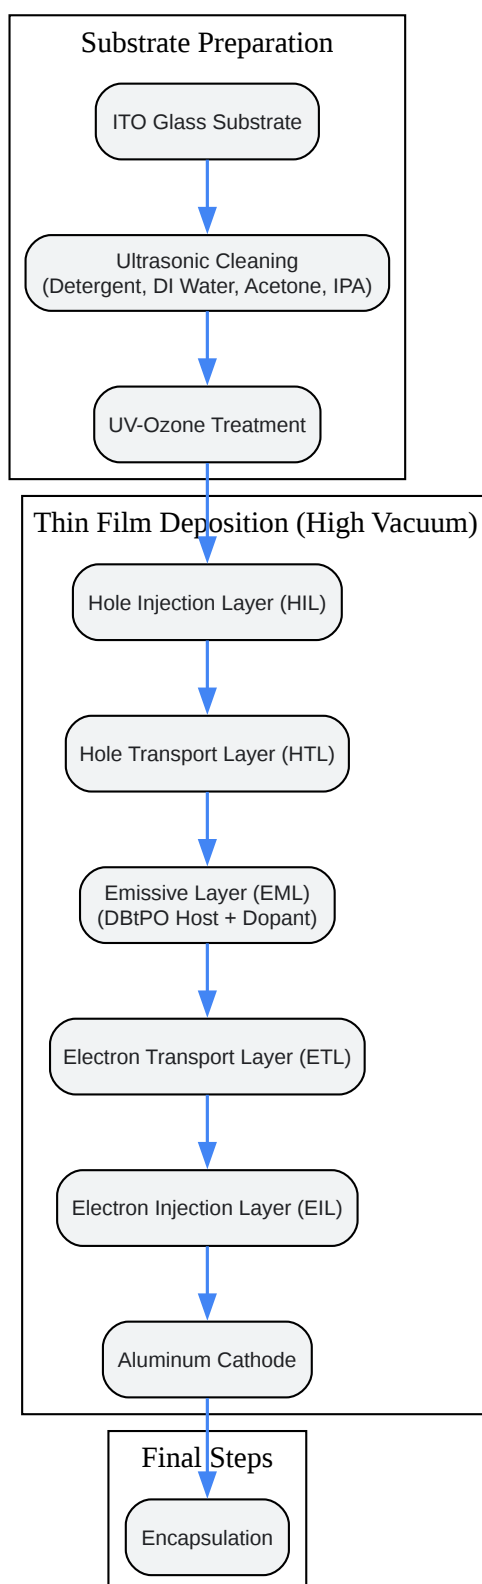 Substrate Preparation
ITO Glass Substrate
Ultrasonic Cleaning
(Detergent, DI Water, Acetone, IPA)
UV-Ozone Treatment
Thin Film Deposition (High Vacuum)
Hole Injection Layer (HIL)
Hole Transport Layer (HTL)
Emissive Layer (EML)
(DBtPO Host + Dopant)
Electron Transport Layer (ETL)
Electron Injection Layer (EIL)
Aluminum Cathode
Final Steps
Encapsulation